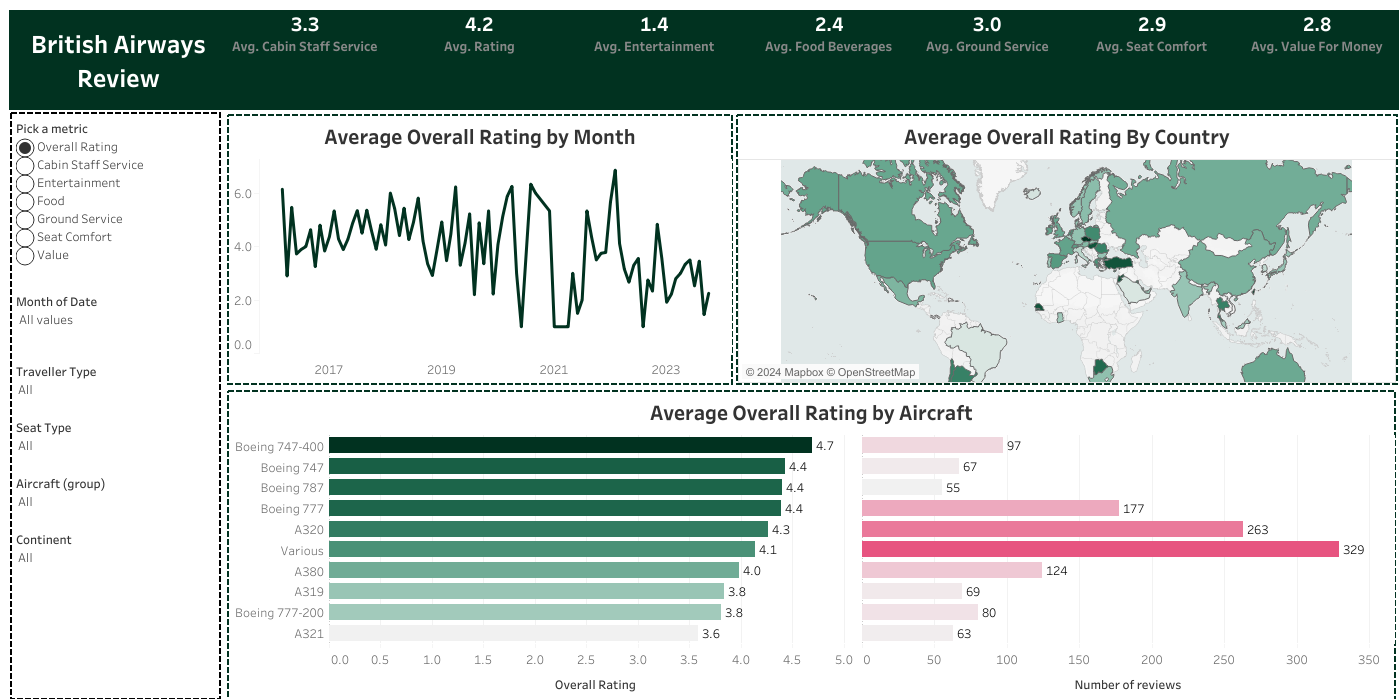 British Airways
Review
3.3
Avg. Cabin Staff Service
4.2
Avg. Rating
1.4
Avg. Entertainment
2.4
Avg. Food Beverages
3.0
Avg. Ground Service
2.9
Avg. Seat Comfort
2.8
Avg. Value For Money
Pick a metric
Overall Rating
Cabin Staff Service
Entertainment
Food
Ground Service
Seat Comfort
Value
Month of Date
All values
Traveller Type
All
Seat Type
All
Aircraft (group)
All
Continent
All
Average Overall Rating by Month
6.0
4.0
2.0
0.0
2017 2019 2021 2023
Average Overall Rating By Country
© 2024 Mapbox © OpenStreetMap
Average Overall Rating by Aircraft
Boeing 747-400 4.7 97
Boeing 747 4.4 67
Boeing 787 4.4 55
Boeing 777 4.4 177
A320 4.3 263
Various 4.1 329
A380 4.0 124
A319 3.8 69
Boeing 777-200 3.8 80
A321 3.6 63
0.0 0.5 1.0 1.5 2.0 2.5 3.0 3.5 4.0 4.5 5.0
0 50 100 150 200 250 300 350
Overall Rating
Number of reviews